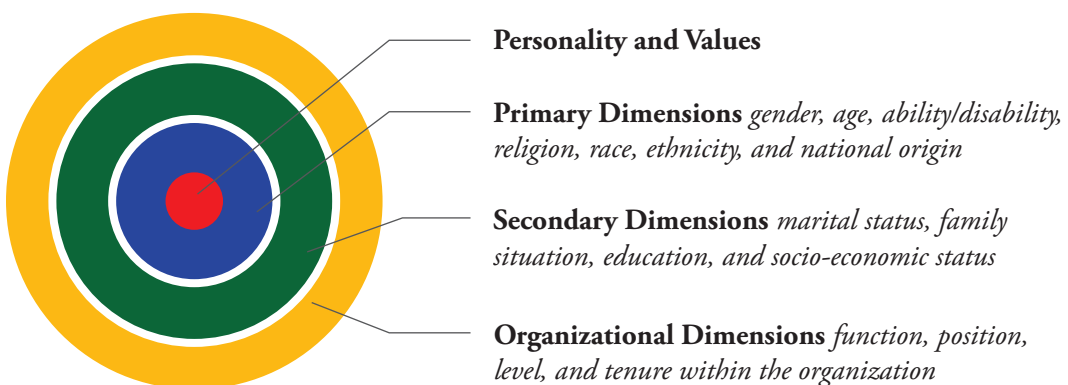 Personality and Values
Primary Dimensions gender, age, ability/disability,
religion, race, ethnicity, and national origin
Secondary Dimensions marital status, family
situation, education, and socio-economic status
Organizational Dimensions function, position,
level, and tenure within the organization